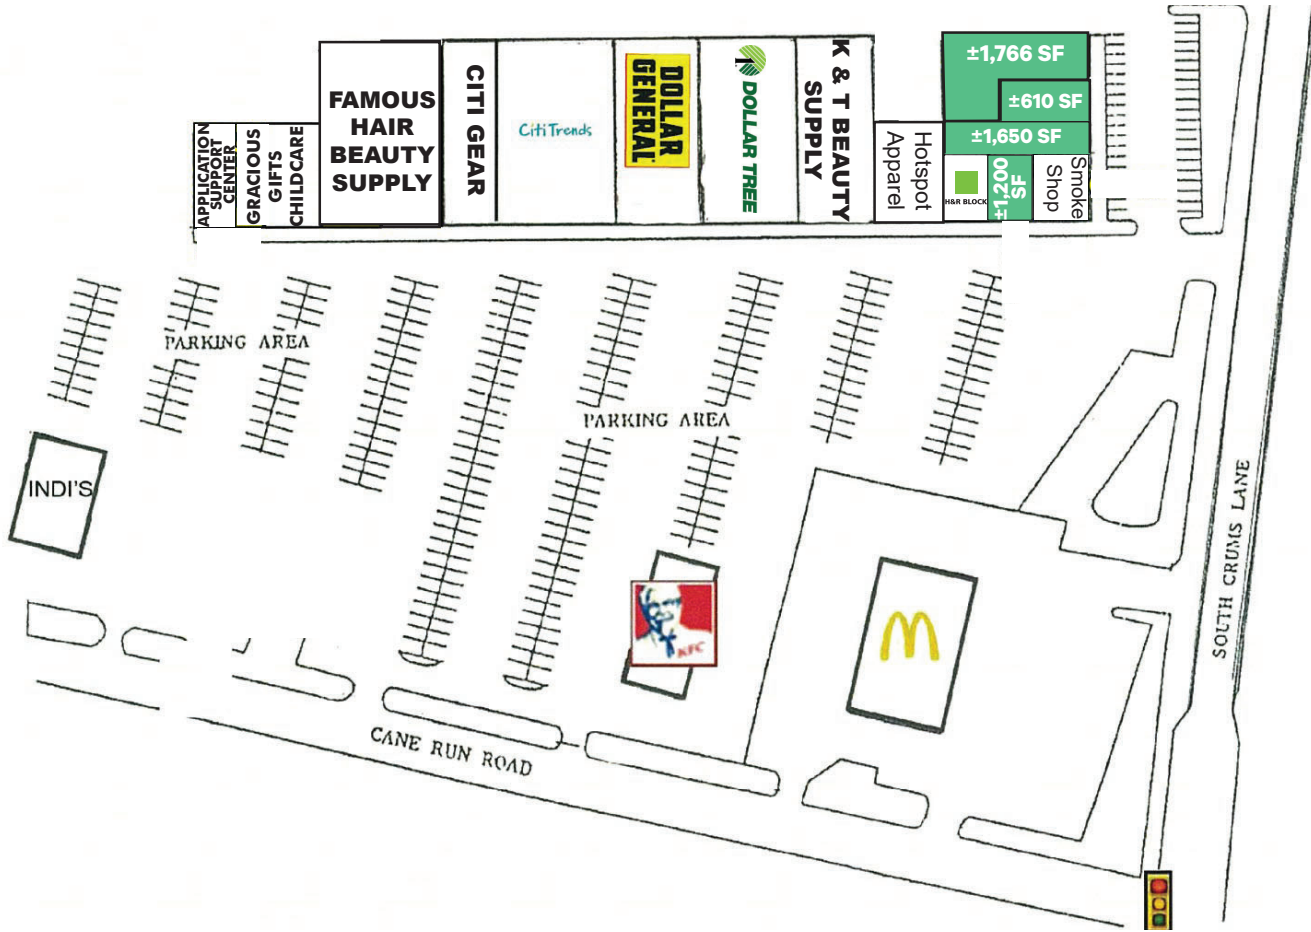 APPLICATION
SUPPORT
CENTER
GRACIOUS
GIFTS
CHILDCARE
FAMOUS
HAIR
BEAUTY
SUPPLY
CITI GEAR
CitiTrends
DOLLAR
GENERAL
DOLLAR TREE
K & T BEAUTY
SUPPLY
Hotspot
Apparel
±1,766 SF
±610 SF
±1,650 SF
H&R BLOCK
±1,200
SF
Smoke
Shop
PARKING AREA
PARKING AREA
INDI'S
KFC
SOUTH CRUMS LANE
CANE RUN ROAD